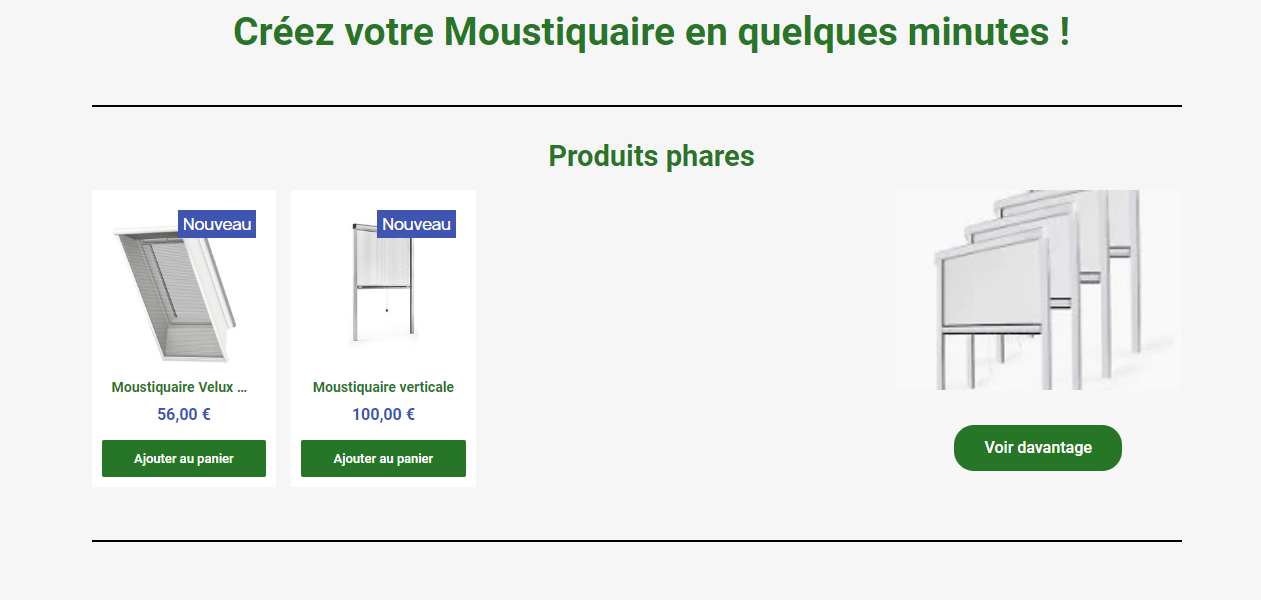 Créez votre Moustiquaire en quelques minutes !
Produits phares
Nouveau
Moustiquaire Velux ...
56,00 €
Ajouter au panier
Nouveau
Moustiquaire verticale
100,00 €
Ajouter au panier
Voir davantage